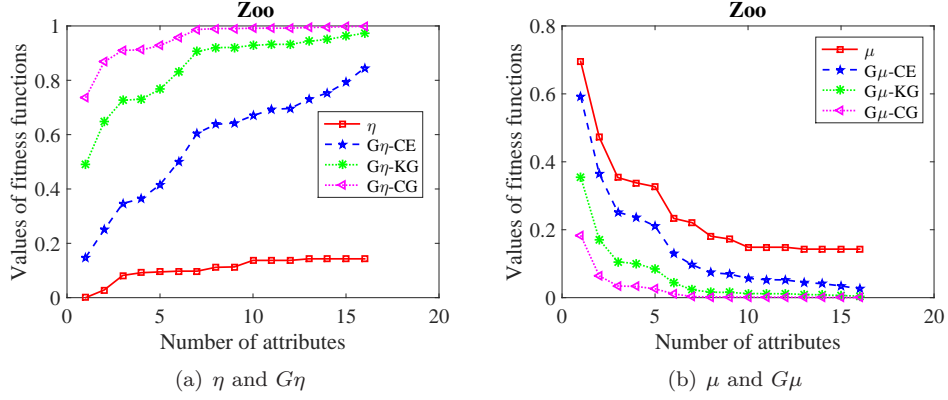 Zoo
Values of fitness functions
1
0.8
0.6
0.4
0.2
0
η
Gη-CE
Gη-KG
Gη-CG
0
5
10
15
20
Number of attributes
(a) η and Gη
Zoo
Values of fitness functions
0.8
0.6
0.4
0.2
0
μ
Gμ-CE
Gμ-KG
Gμ-CG
0
5
10
15
20
Number of attributes
(b) μ and Gμ